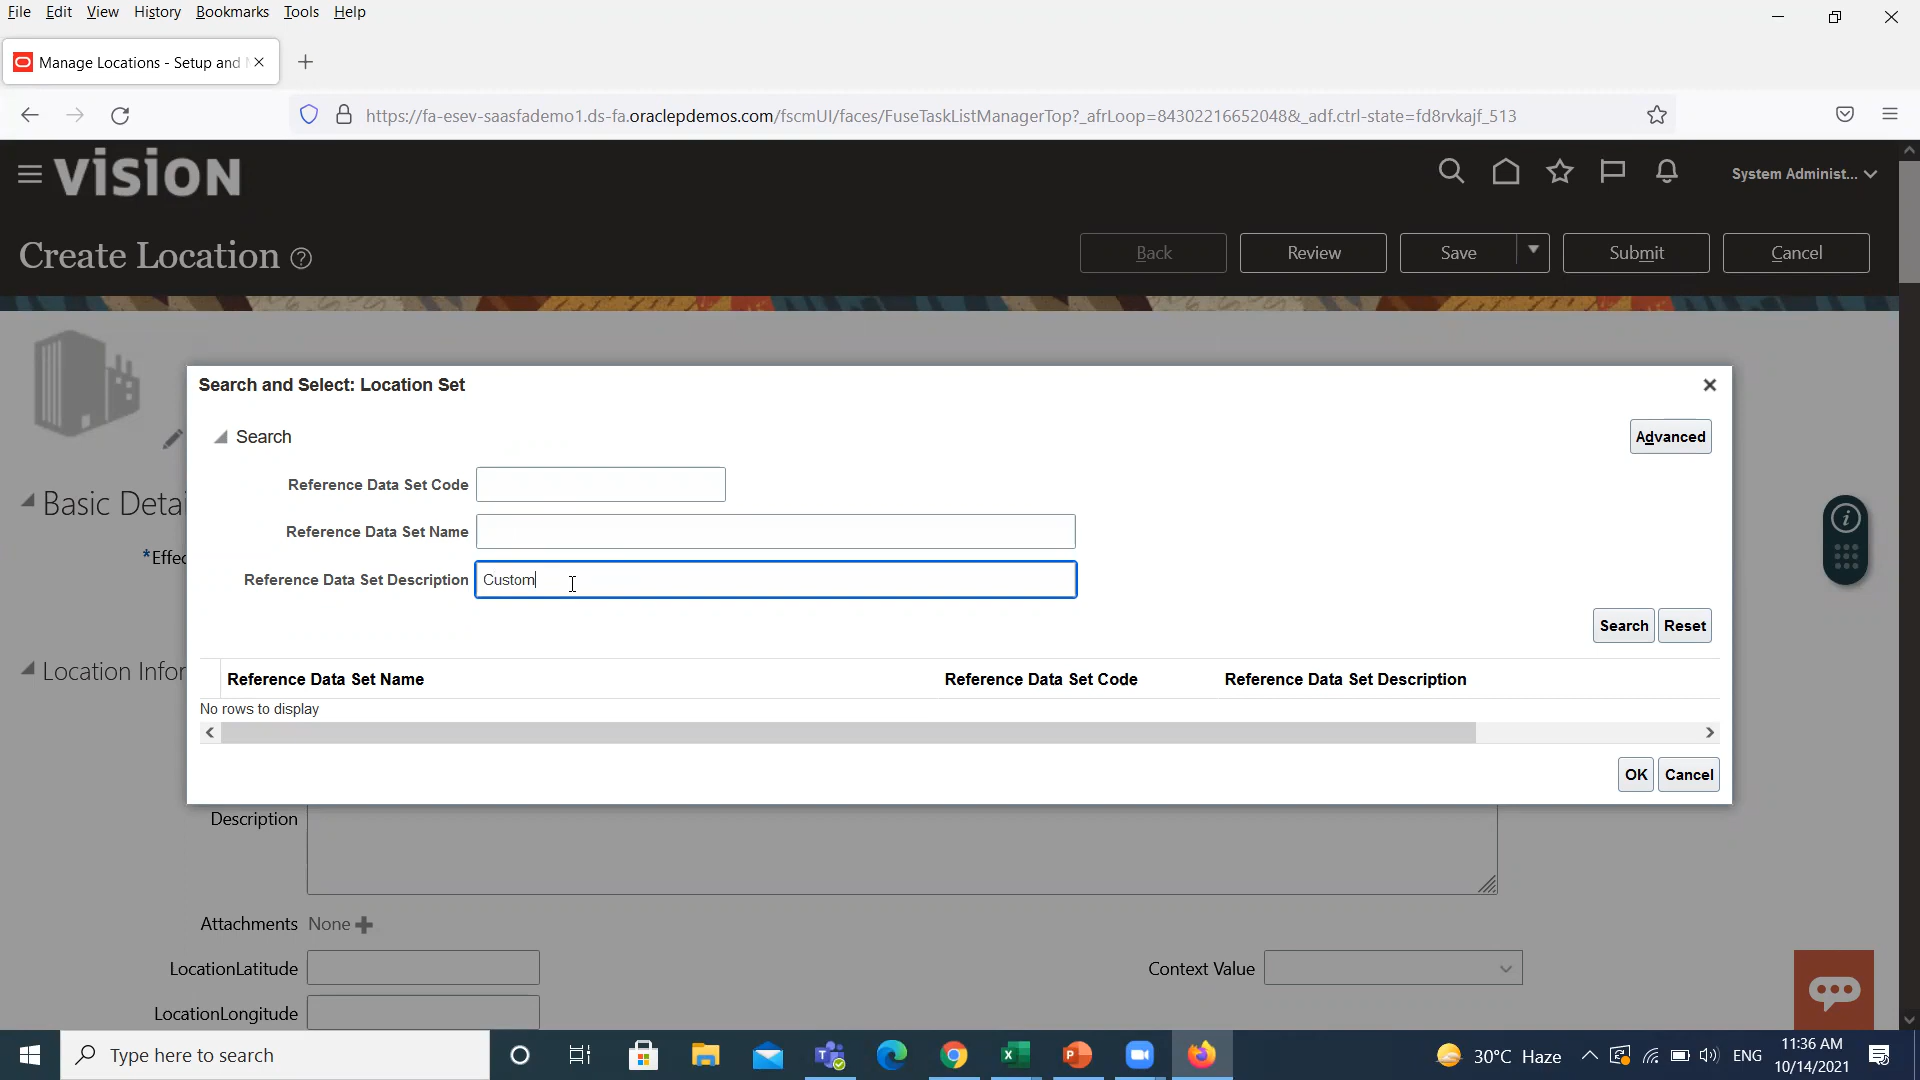 File Edit View History Bookmarks Tools Help
Manage Locations - Setup and
https://fa-esev-saasfademo1.ds-fa.oraclepdemos.com/fscmUI/faces/FuseTaskListManagerTop?_afrLoop=84302216652048&_adf.ctrl-state=fd8rvkajf_513
VISION
System Administ...
Create Location
Back Review Save Submit Cancel
Search and Select: Location Set
Search
Advanced
Reference Data Set Code
Reference Data Set Name
Basic Detai
*Effec
Reference Data Set Description Custom
Search Reset
Location Infor
Reference Data Set Name Reference Data Set Code Reference Data Set Description
No rows to display
OK Cancel
Description
Attachments None
LocationLatitude
Context Value
LocationLongitude
Type here to search
30°C Haze
ENG
11:36 AM
10/14/2021